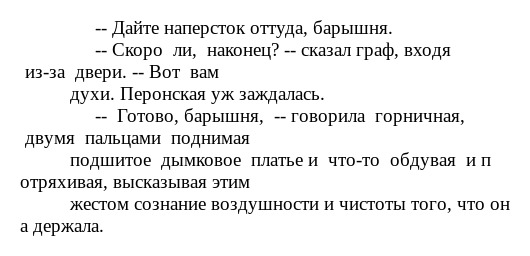 -- Дайте наперсток оттуда, барышня.
-- Скоро ли, наконец? -- сказал граф, входя
из-за двери. -- Вот вам
духи. Перонская уж заждалась.
-- Готово, барышня, -- говорила горничная,
двумя пальцами поднимая
подшитое дымковое платье и что-то обдувая и п
отряхивая, высказывая этим
жестом сознание воздушности и чистоты того, что он
а держала.